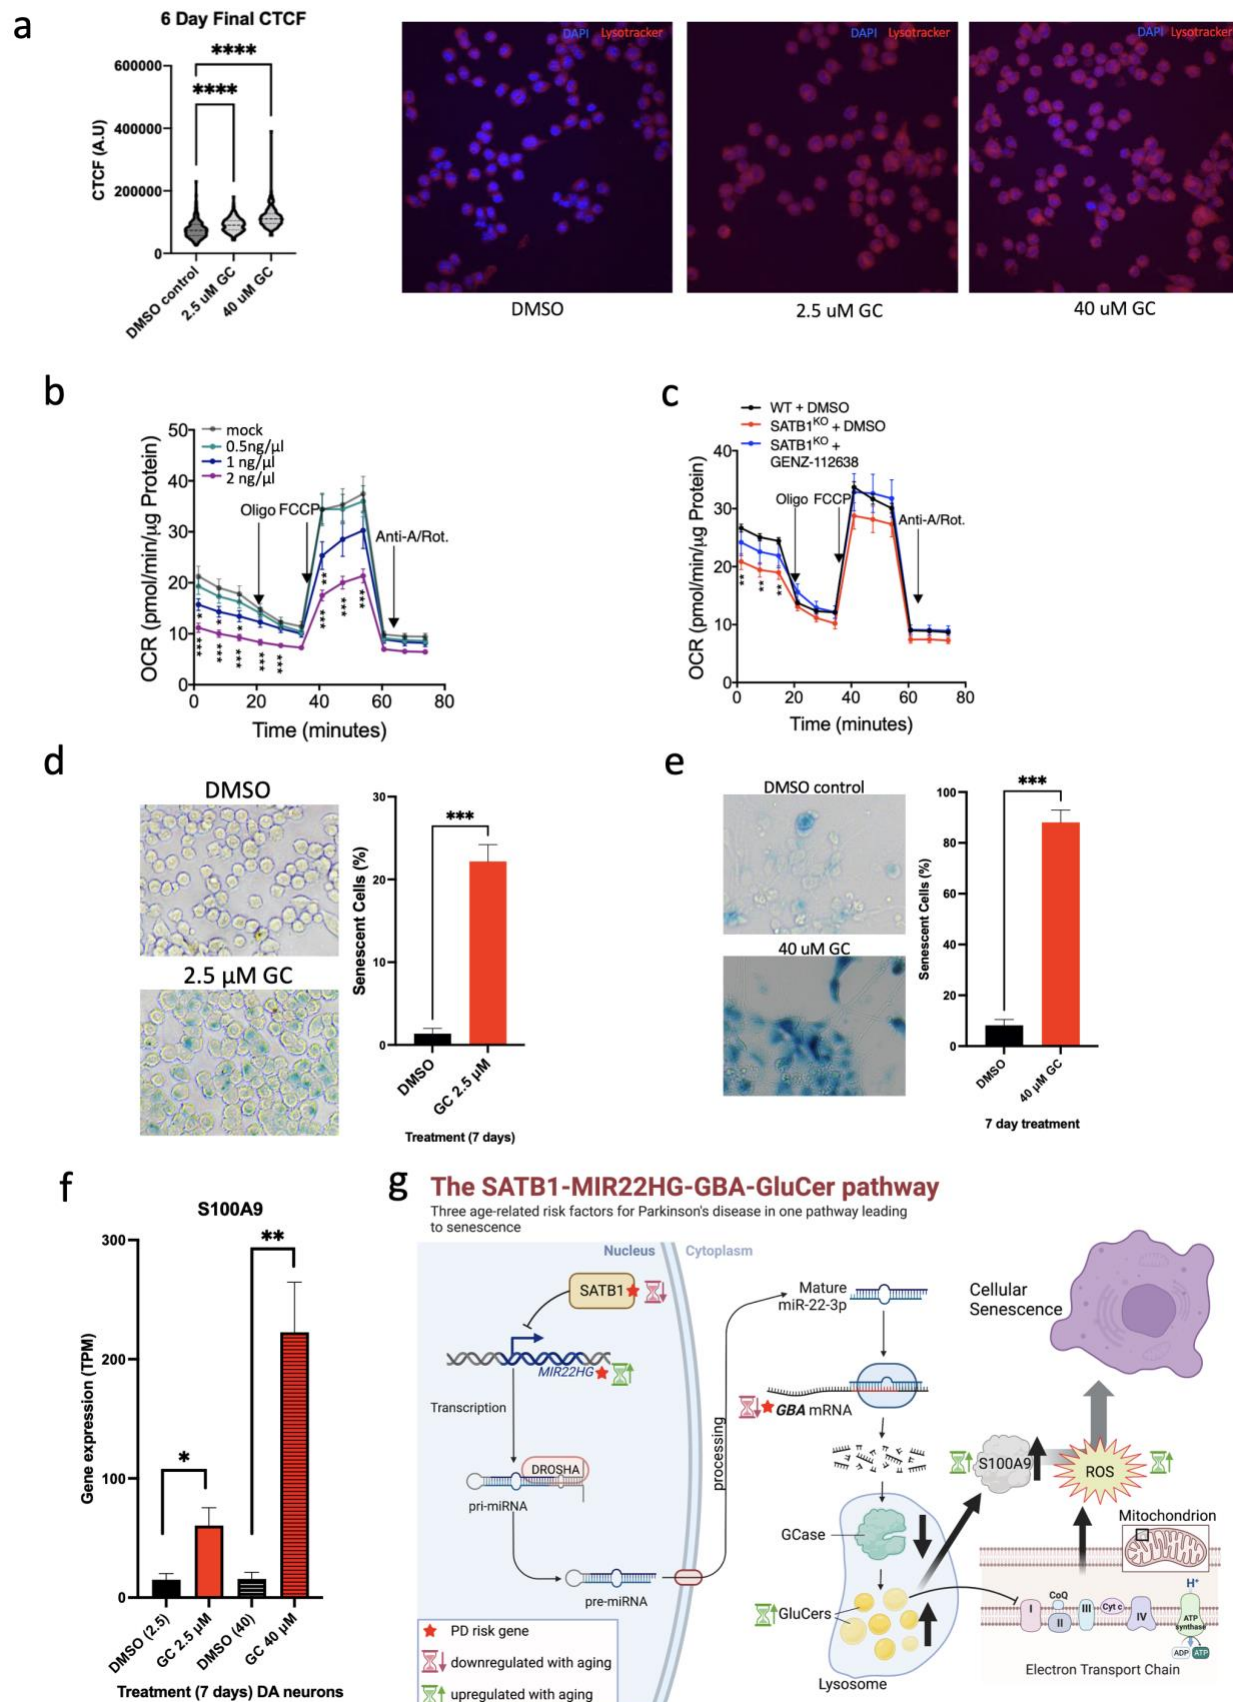 a
6 Day Final CTCF
****
****
600000
400000
200000
0
CTCF (A.U)
DMSO control
2.5 uM GC
40 uM GC
DAPI Lysotracker
DAPI Lysotracker
DAPI Lysotracker
DMSO
2.5 uM GC
40 uM GC
b
mock
0.5ng/µl
1 ng/µl
2 ng/µl
50
40
30
20
10
0
OCR (pmol/min/µg Protein)
Oligo FCCP
Anti-A/Rot.
* * *
*** *** *** *** ***
**
*** *** ***
0 20 40 60 80
Time (minutes)
c
WT + DMSO
SATB1KO + DMSO
SATB1KO +
GENZ-112638
40
30
20
10
0
OCR (pmol/min/µg Protein)
Oligo FCCP
Anti-A/Rot.
** ** **
0 20 40 60 80
Time (minutes)
d
DMSO
2.5 µM GC
30
20
10
0
Senescent Cells (%)
***
DMSO
GC 2.5 µM
Treatment (7 days)
e
DMSO control
40 uM GC
100
80
60
40
20
0
Senescent Cells (%)
***
DMSO
40 µM GC
7 day treatment
f
S100A9
300
200
100
0
Gene expression (TPM)
*
**
DMSO (2.5)
GC 2.5 µM
DMSO (40)
GC 40 µM
Treatment (7 days) DA neurons
g
The SATB1-MIR22HG-GBA-GluCer pathway
Three age-related risk factors for Parkinson's disease in one pathway leading
to senescence
Nucleus
Cytoplasm
SATB1
MIR22HG
Transcription
DROSHA
pri-miRNA
pre-miRNA
processing
Mature
miR-22-3p
GBA mRNA
GCase
GluCers
Lysosome
Cellular
Senescence
S100A9
ROS
Mitochondrion
H+
I
CoQ
II
III
Cyt c
IV
ATP
synthase
ADP
ATP
Electron Transport Chain
PD risk gene
downregulated with aging
upregulated with aging